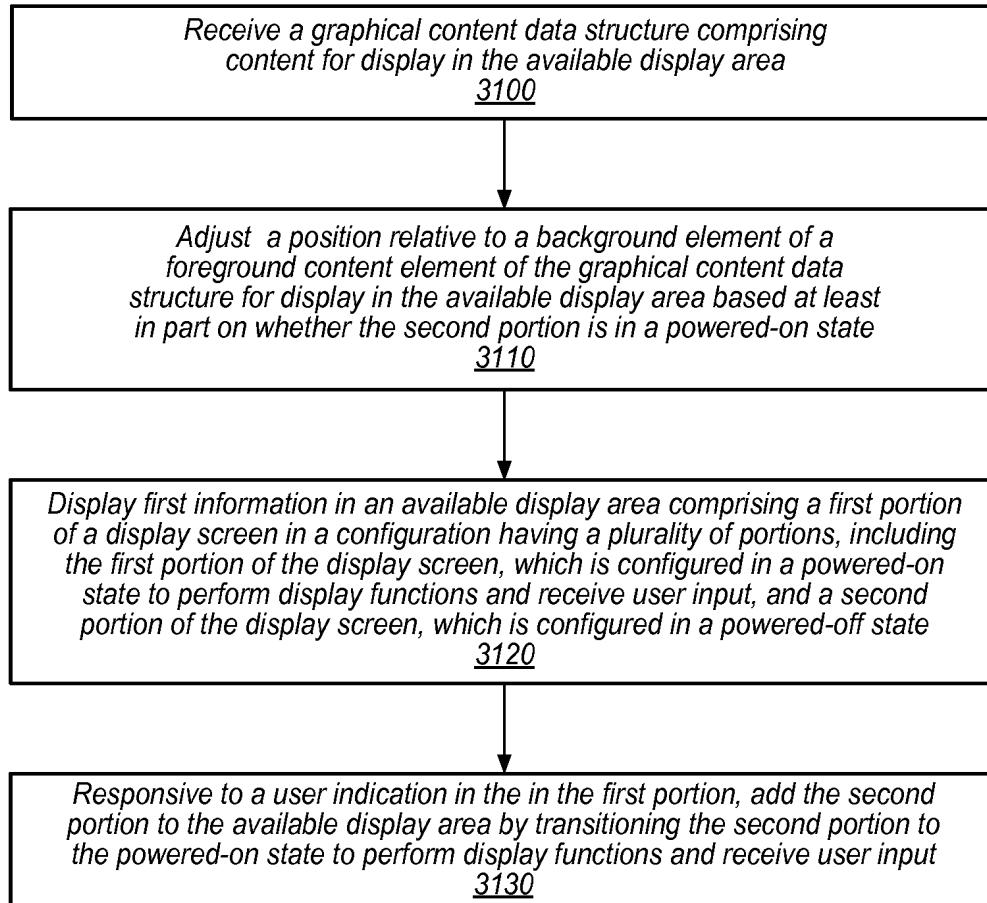 Receive a graphical content data structure comprising
content for display in the available display area
3100
Adjust a position relative to a background element of a
foreground content element of the graphical content data
structure for display in the available display area based at least
in part on whether the second portion is in a powered-on state
3110
Display first information in an available display area comprising a first portion
of a display screen in a configuration having a plurality of portions, including
the first portion of the display screen, which is configured in a powered-on
state to perform display functions and receive user input, and a second
portion of the display screen, which is configured in a powered-off state
3120
Responsive to a user indication in the in the first portion, add the second
portion to the available display area by transitioning the second portion to
the powered-on state to perform display functions and receive user input
3130